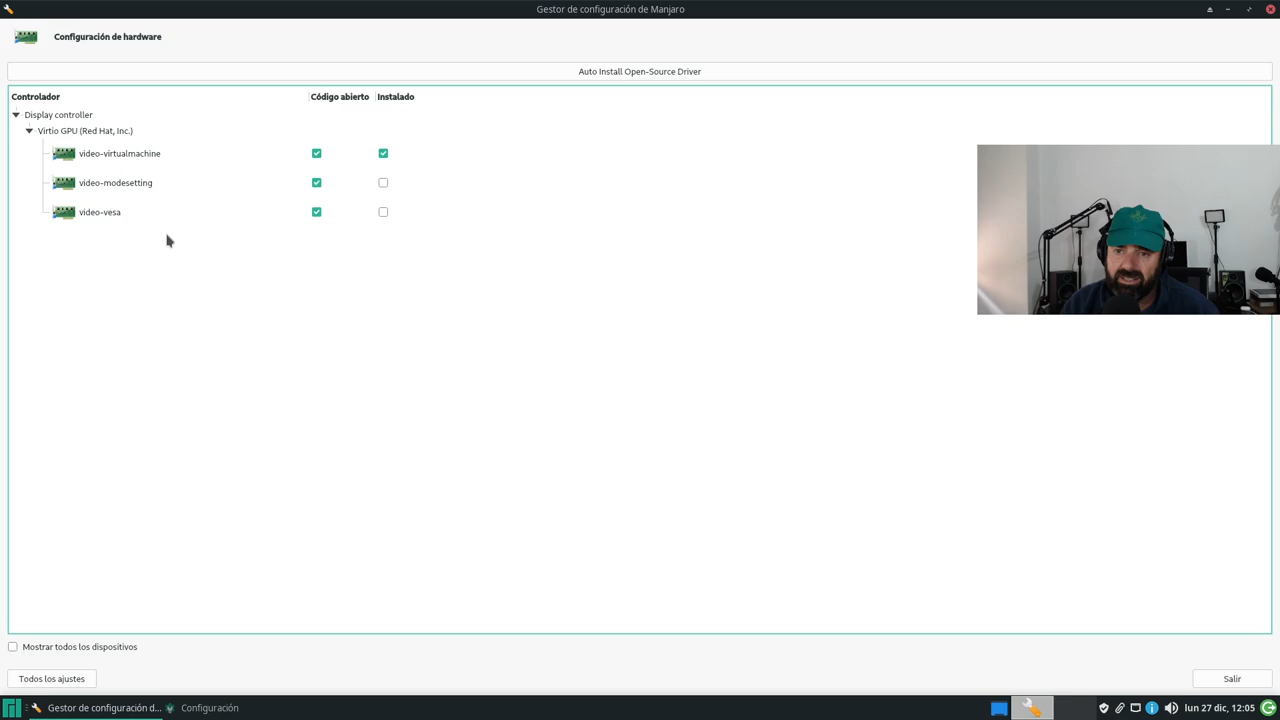 Gestor de configuración de Manjaro
Configuración de hardware
Auto Install Open-Source Driver
Controlador Código abierto Instalado
Display controller
Virtio GPU (Red Hat, Inc.)
video-virtualmachine
video-modesetting
video-vesa
Mostrar todos los dispositivos
Todos los ajustes Salir
Gestor de configuración d... Configuración lun 27 dic, 12:05